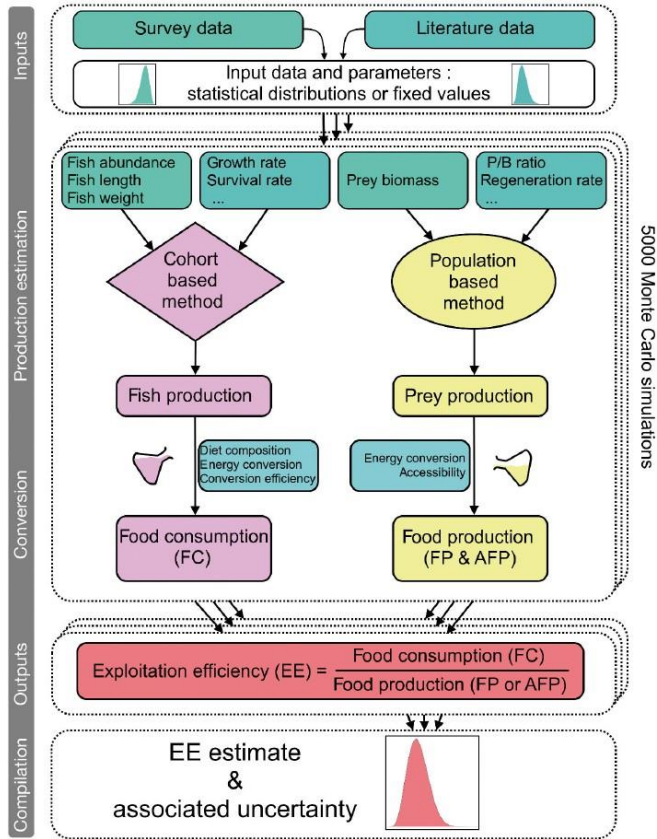 Inputs
Survey data
Literature data
Input data and parameters :
statistical distributions or fixed values
Production estimation
Fish abundance
Fish length
Fish weight
Growth rate
Survival rate
...
Prey biomass
P/B ratio
Regeneration rate
...
Cohort
based
method
Population
based
method
Fish production
Prey production
5000 Monte Carlo simulations
Conversion
Diet composition
Energy conversion
Conversion efficiency
Energy conversion
Accessibility
Food consumption
(FC)
Food production
(FP & AFP)
Outputs
Exploitation efficiency (EE) =
Food consumption (FC)
Food production (FP or AFP)
Compilation
EE estimate
&
associated uncertainty